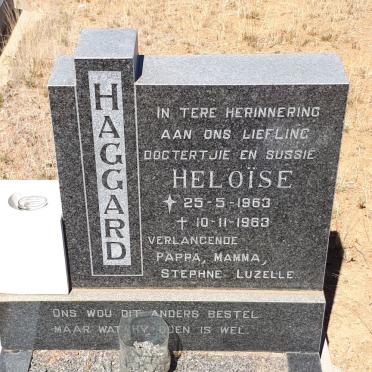 HAGGARD
IN TERE HERINNERING
AAN ONS LIEFLING
DOGTERTJIE EN SUSSIE
HELOÏSE
25-5-1963
10-11-1963
VERLANGENDE
PAPPA, MAMMA,
STEPHNE LUZELLE
ONS WOU DIT ANDERS BESTEL
MAAR WAT HY DOEN IS WEL.